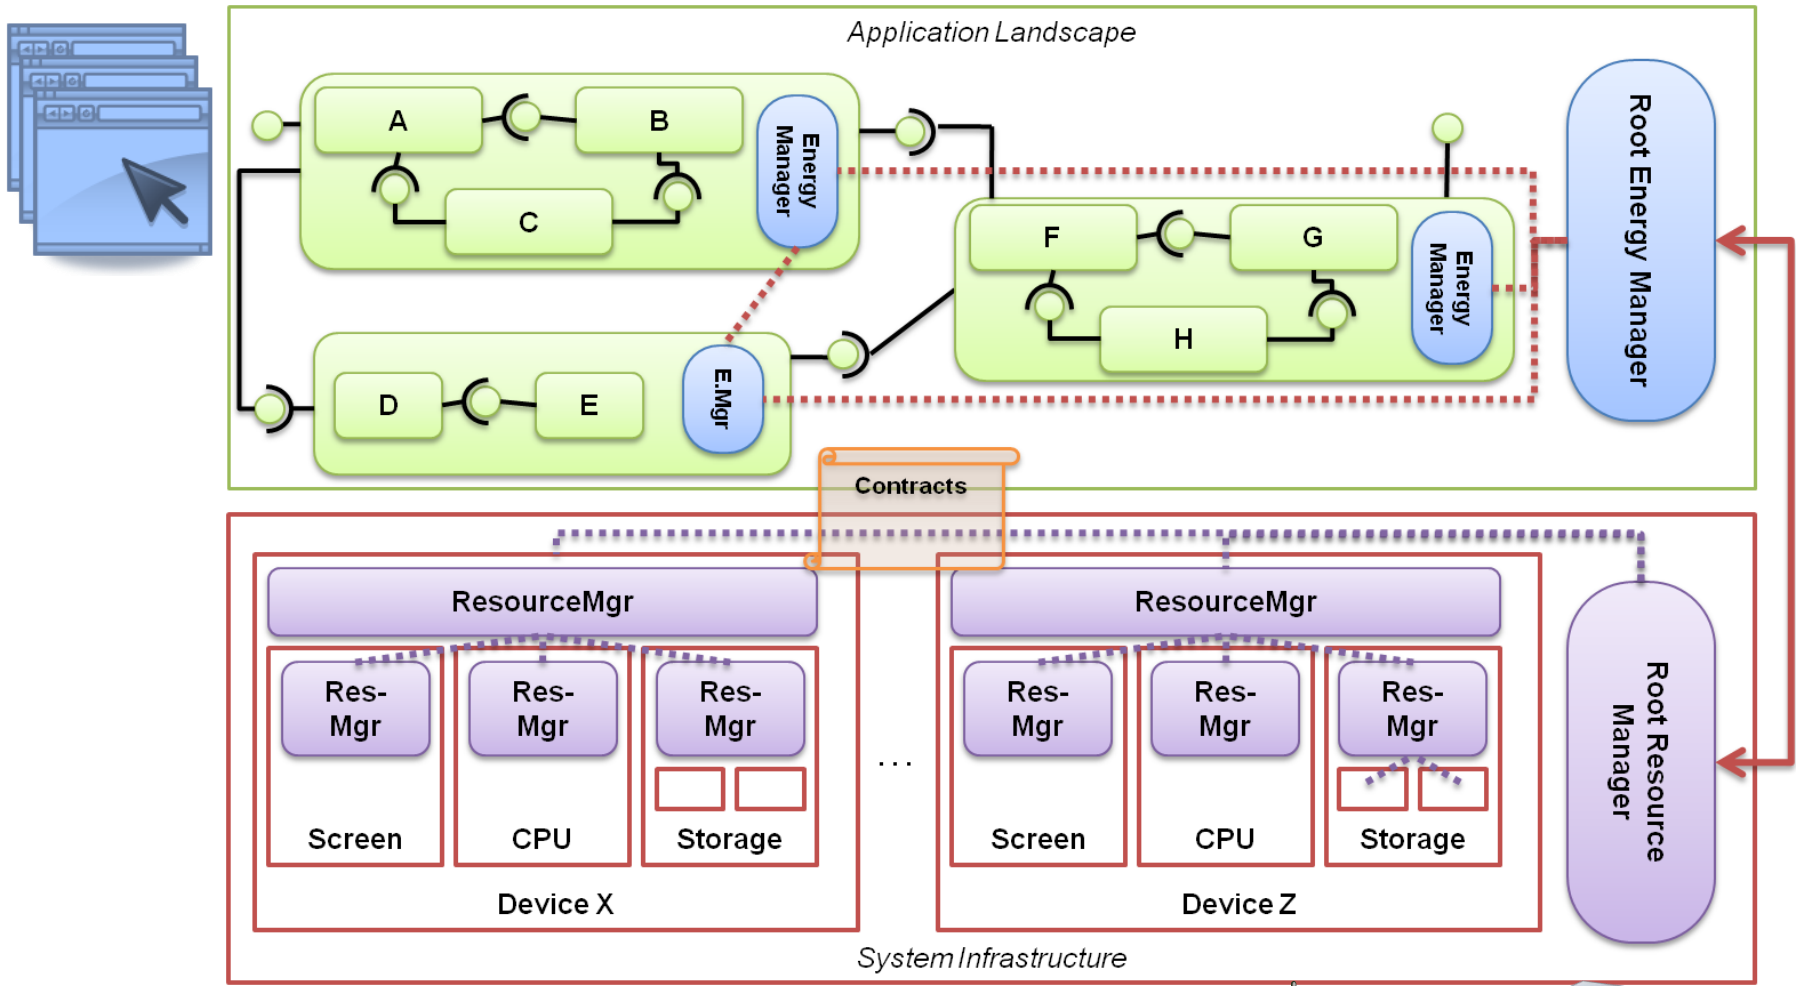 Application Landscape
A
B
C
Energy
Manager
Root Energy Manager
F
G
H
Energy
Manager
D
E
E.Mgr
Contracts
ResourceMgr
Res-
Mgr
Res-
Mgr
Res-
Mgr
Screen
CPU
Storage
Device X
...
ResourceMgr
Res-
Mgr
Res-
Mgr
Res-
Mgr
Screen
CPU
Storage
Device Z
Root Resource
Manager
System Infrastructure